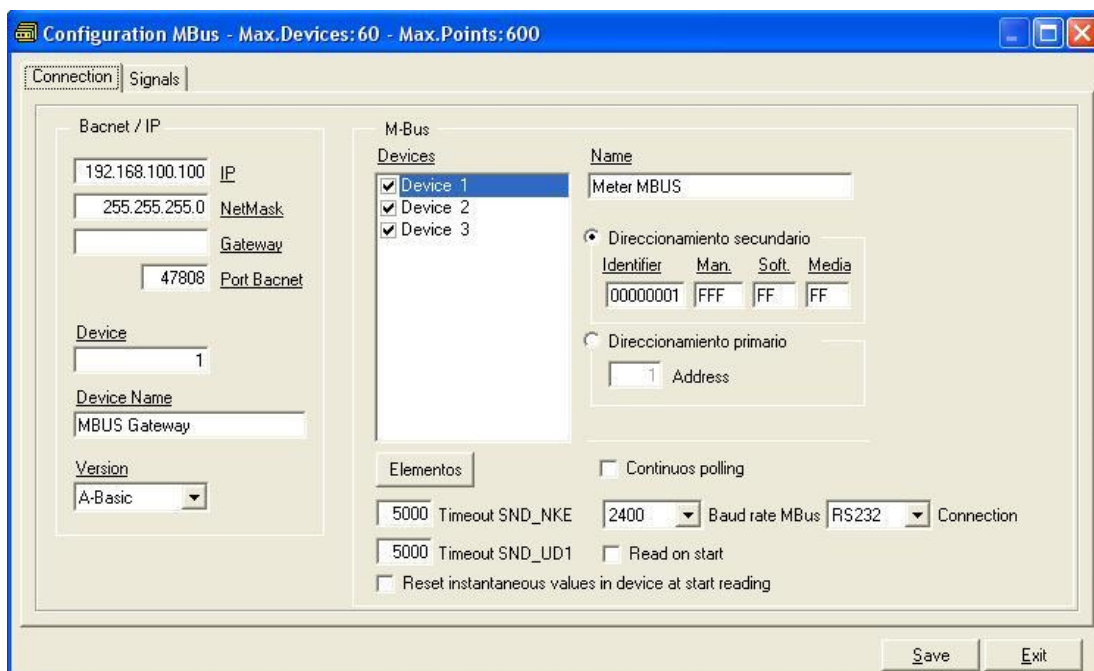 Configuration MBus - Max.Devices:60 - Max.Points:600
Connection Signals
Bacnet / IP
192.168.100.100 IP
255.255.255.0 NetMask
Gateway
47808 Port Bacnet
Device
1
Device Name
MBUS Gateway
Version
A-Basic
M-Bus
Devices
Device 1
Device 2
Device 3
Name
Meter MBUS
Direccionamiento secundario
Identifier Man. Soft. Media
00000001 FFF FF FF
Direccionamiento primario
1 Address
Elementos
Continuos polling
5000 Timeout SND_NKE
2400 Baud rate MBus RS232 Connection
5000 Timeout SND_UD1
Read on start
Reset instantaneous values in device at start reading
Save Exit